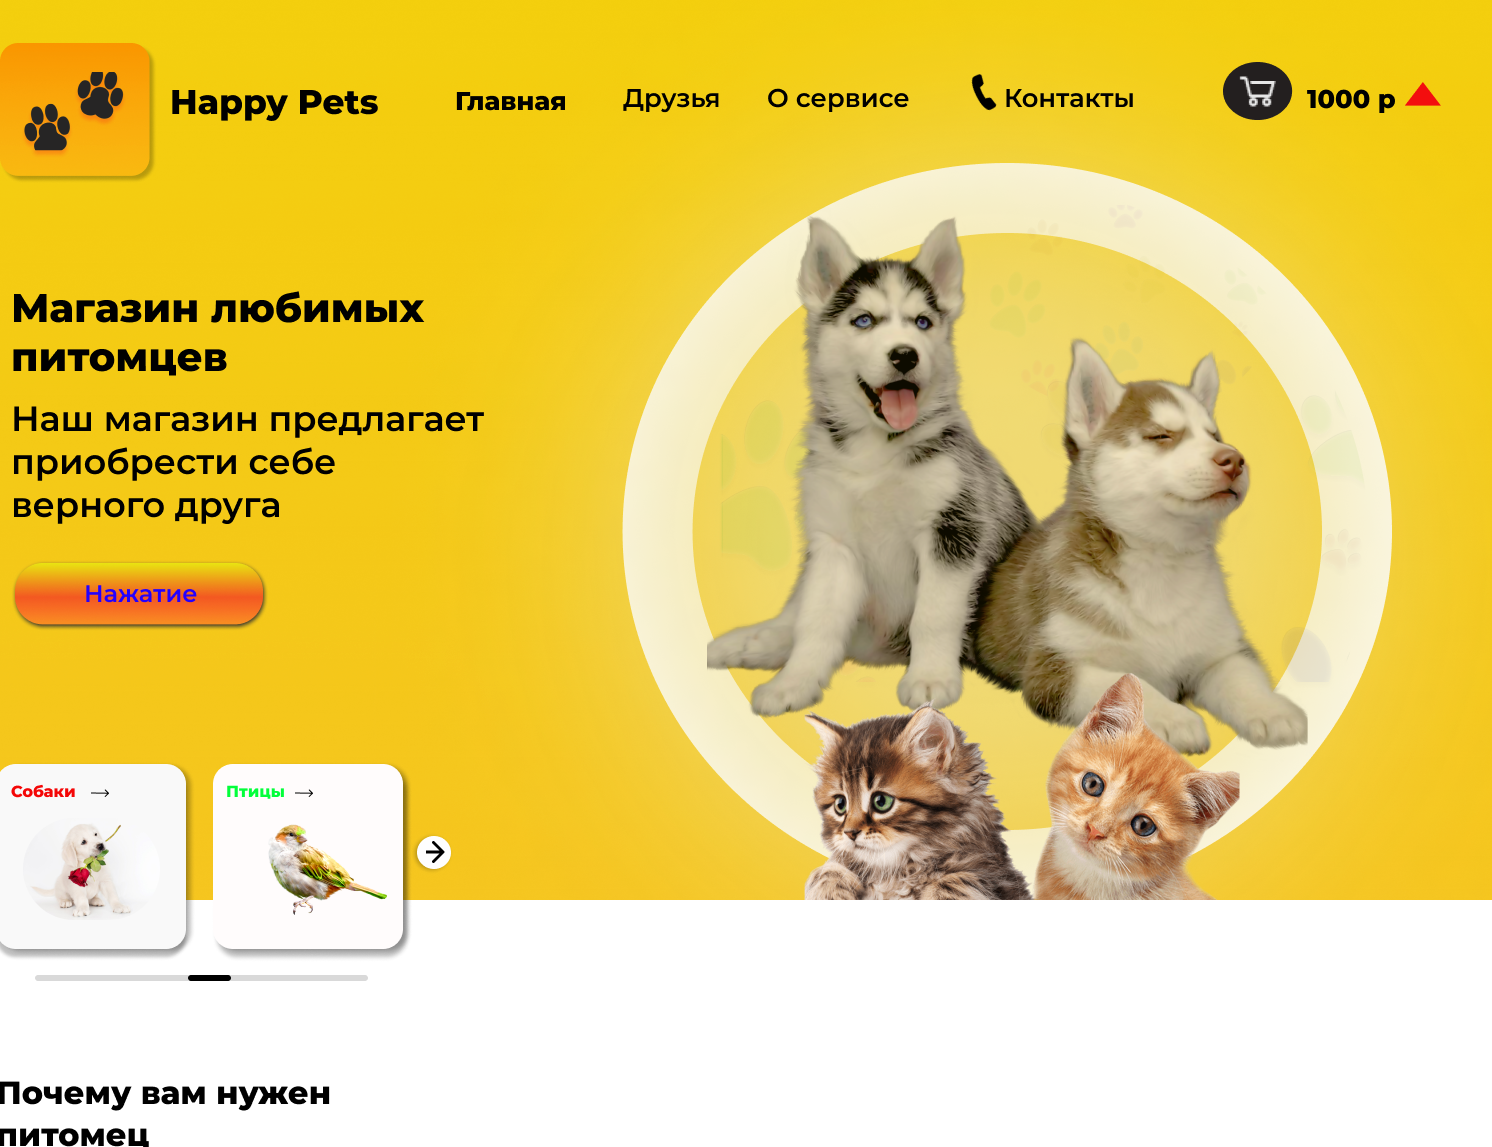 Happy Pets
Главная
Друзья
О сервисе
Контакты
1000 р
Магазин любимых
питомцев
Наш магазин предлагает
приобрести себе
верного друга
Нажатие
Собаки
Птицы
Почему вам нужен
питомец